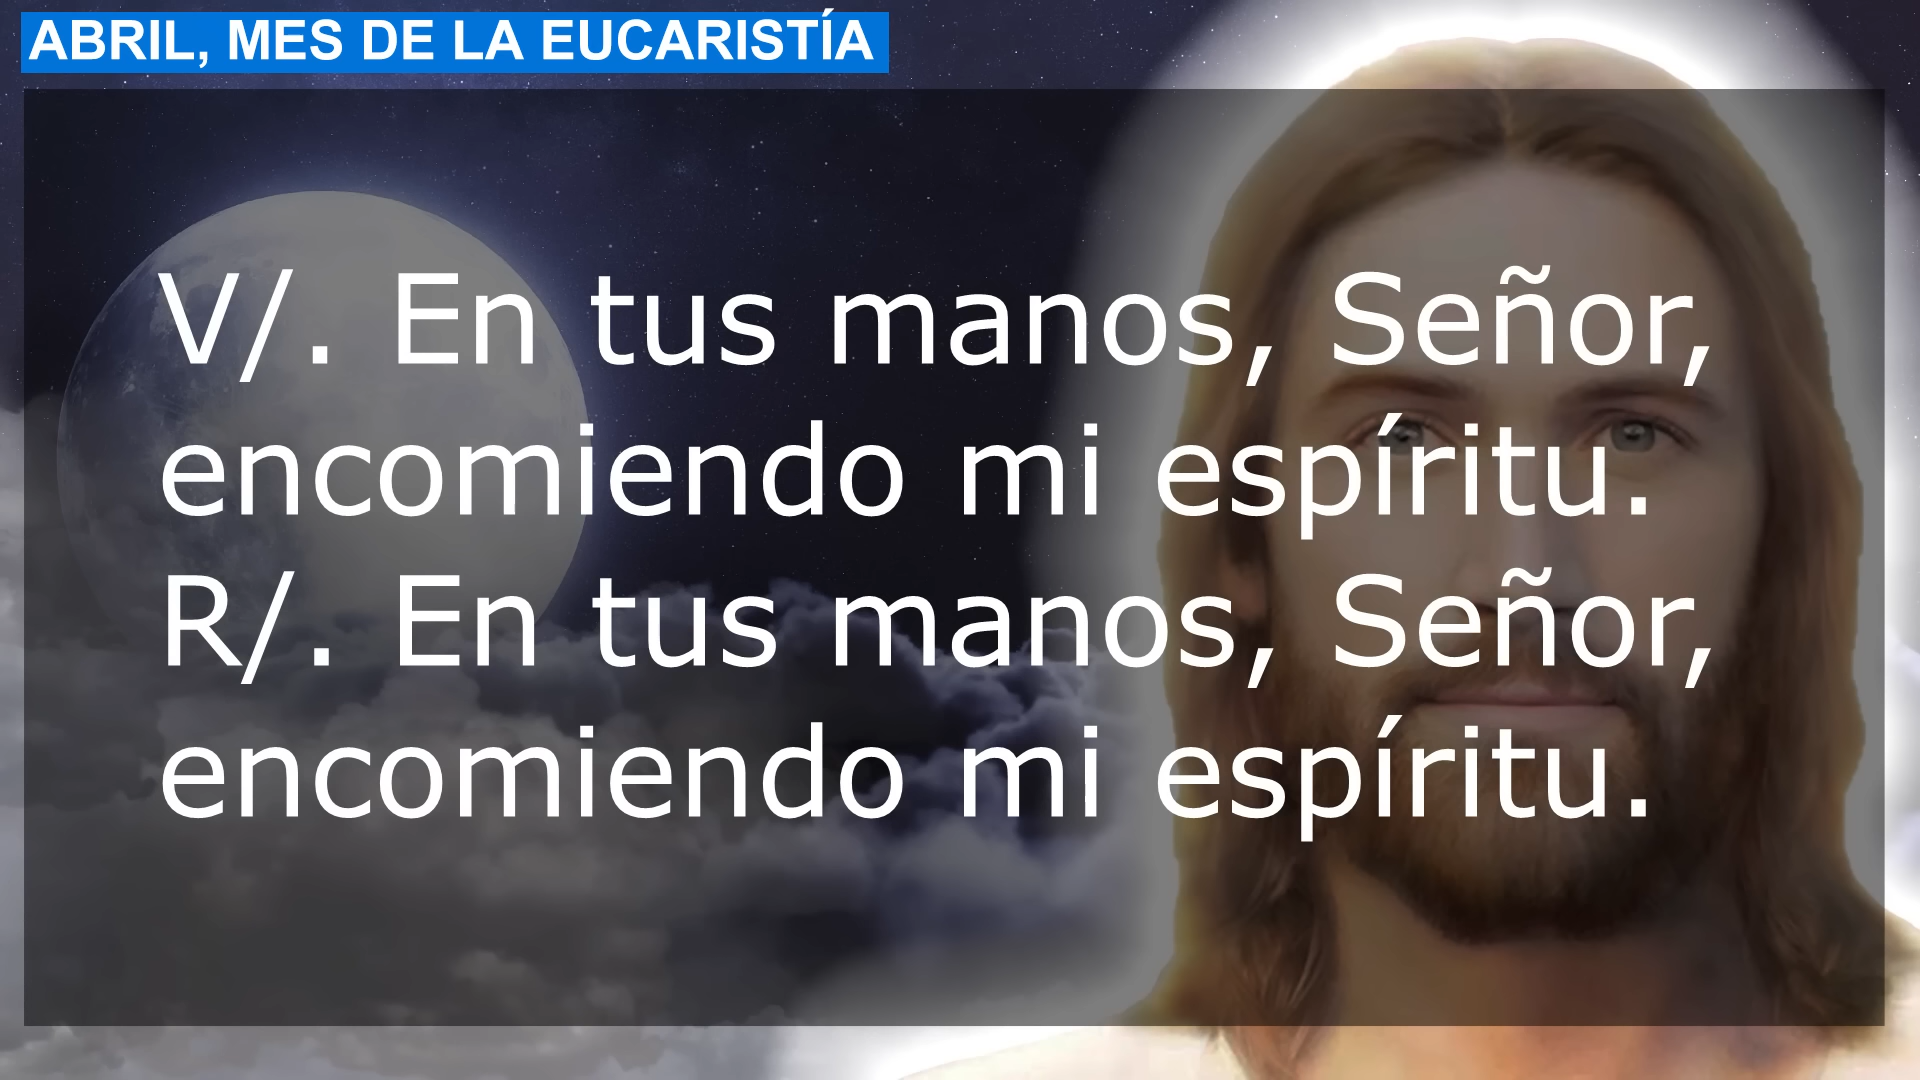 ABRIL, MES DE LA EUCARISTÍA
V/. En tus manos, Señor,
encomiendo mi espíritu.
R/. En tus manos, Señor,
encomiendo mi espíritu.